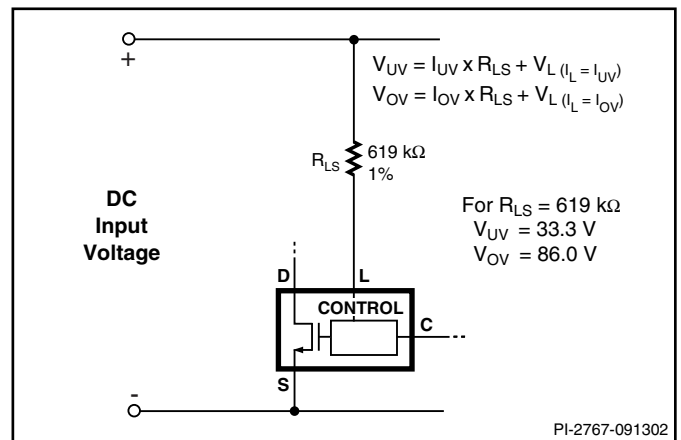 +
V_UV = I_UV x R_LS + V_L (I_L = I_UV)
V_OV = I_OV x R_LS + V_L (I_L = I_OV)
R_LS
619 kΩ
1%
DC
Input
Voltage
For R_LS = 619 kΩ
V_UV = 33.3 V
V_OV = 86.0 V
D
L
CONTROL
C
S
-
PI-2767-091302